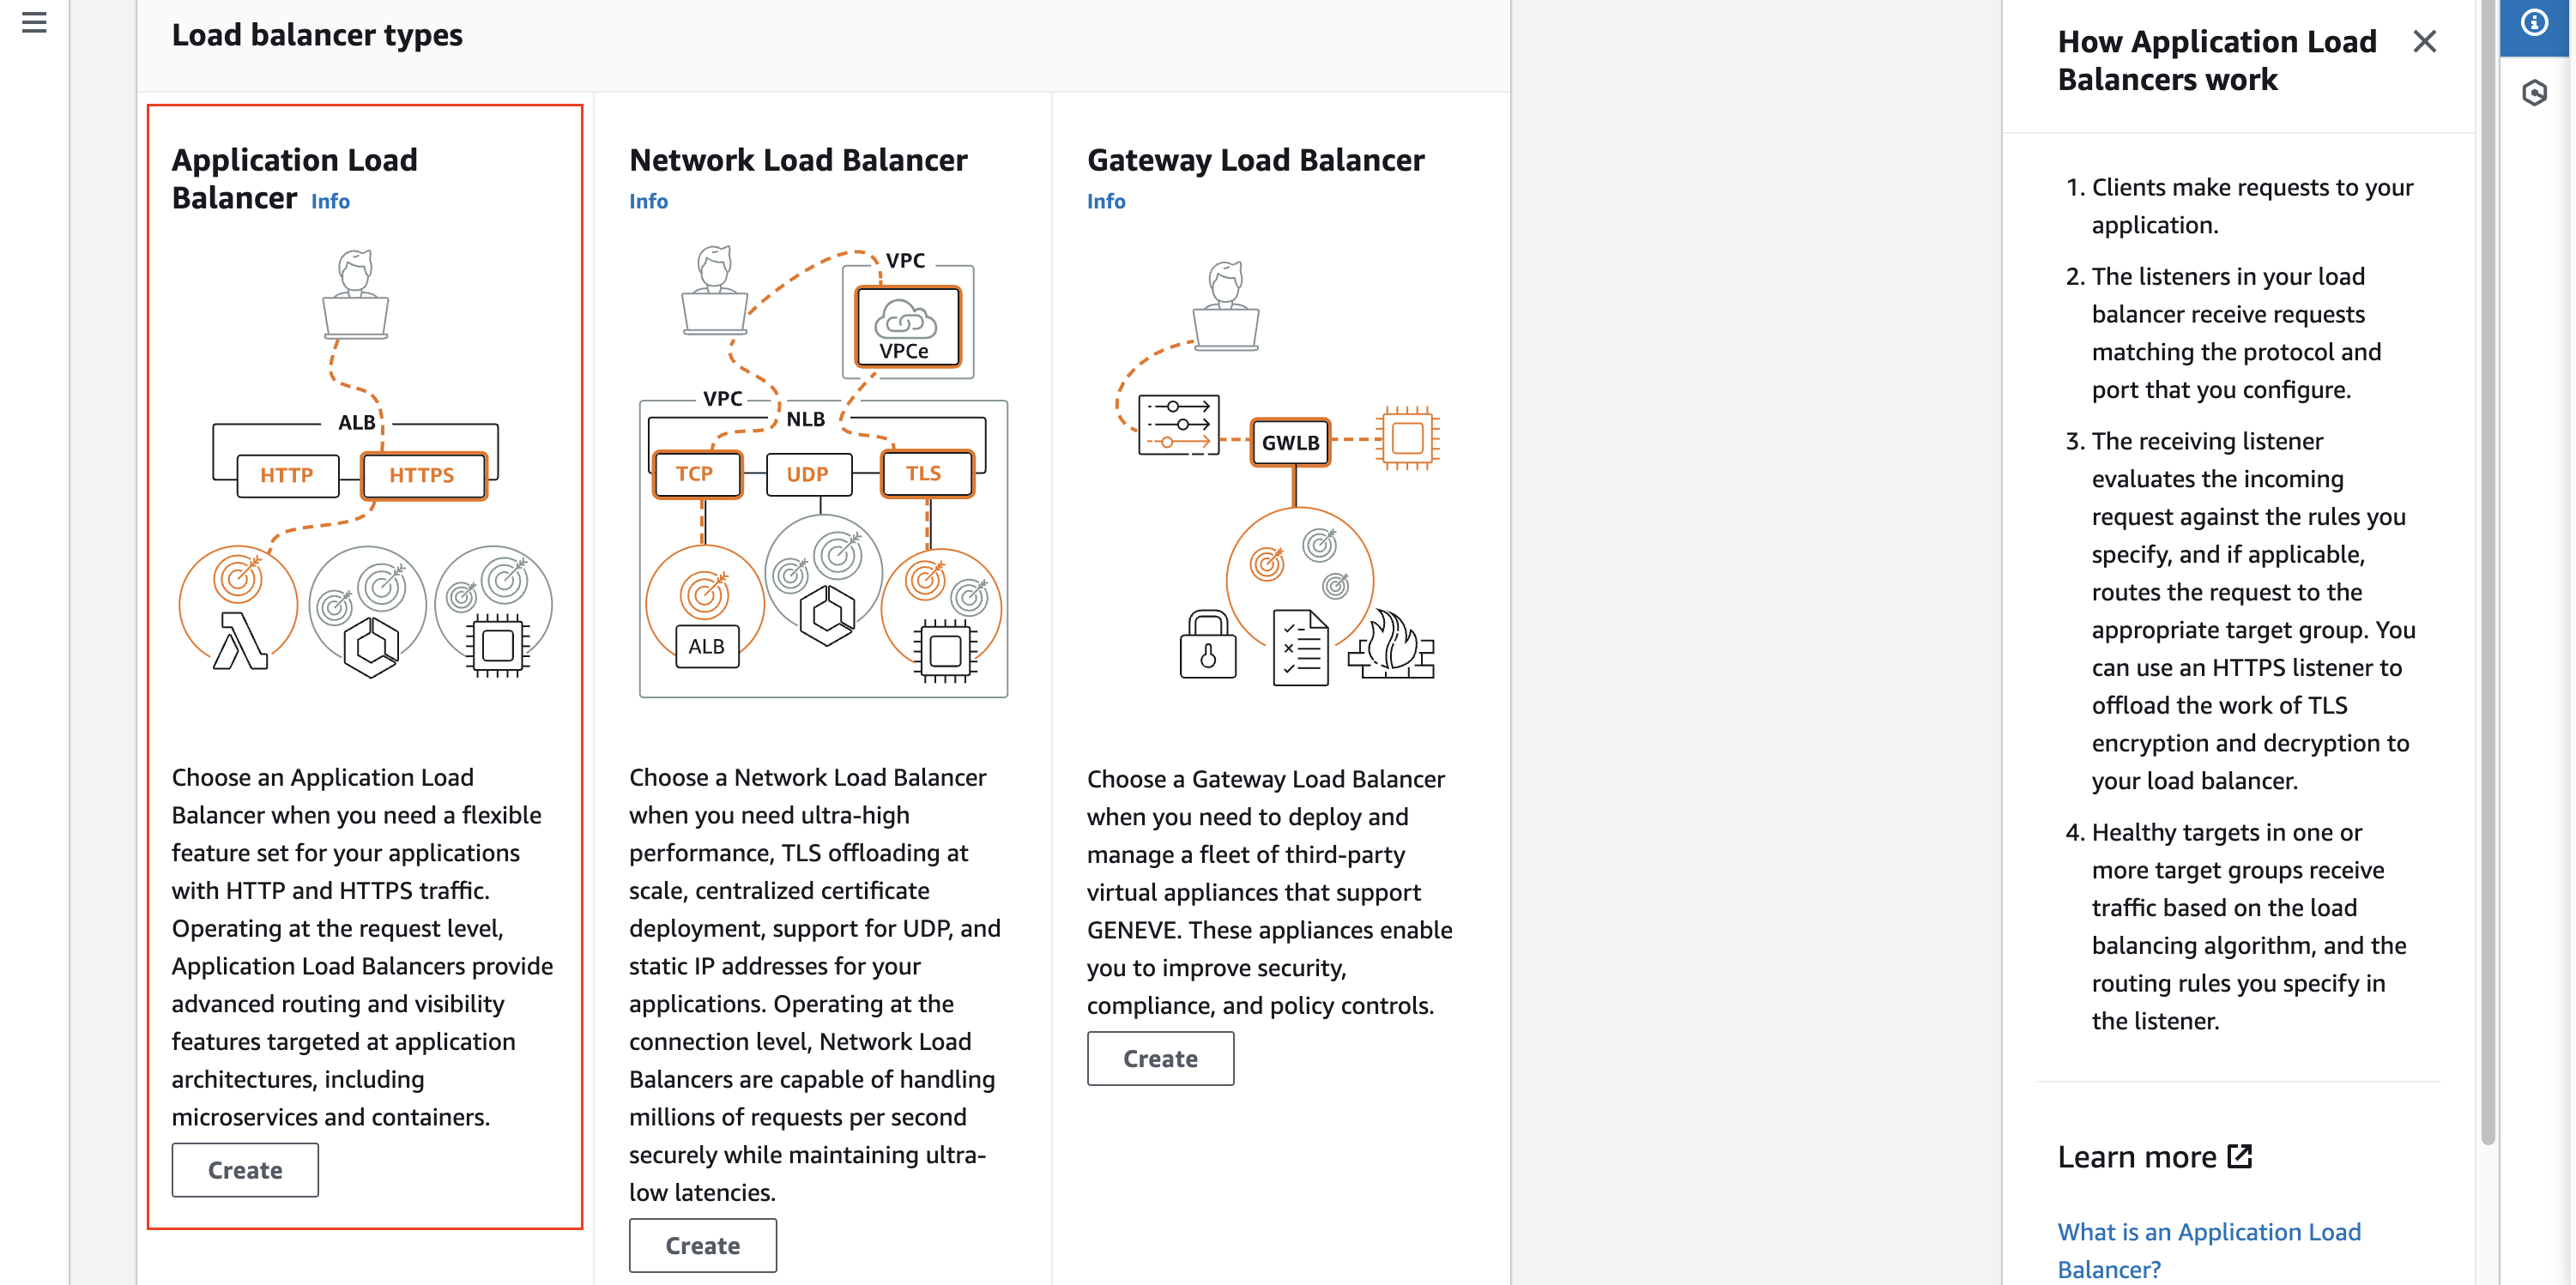 Load balancer types
Application Load
Balancer Info
ALB
HTTP
HTTPS
Choose an Application Load
Balancer when you need a flexible
feature set for your applications
with HTTP and HTTPS traffic.
Operating at the request level,
Application Load Balancers provide
advanced routing and visibility
features targeted at application
architectures, including
microservices and containers.
Create
Network Load Balancer
Info
VPC
VPCe
VPC
NLB
TCP
UDP
TLS
ALB
Choose a Network Load Balancer
when you need ultra-high
performance, TLS offloading at
scale, centralized certificate
deployment, support for UDP, and
static IP addresses for your
applications. Operating at the
connection level, Network Load
Balancers are capable of handling
millions of requests per second
securely while maintaining ultra-
low latencies.
Create
Gateway Load Balancer
Info
GWLB
Choose a Gateway Load Balancer
when you need to deploy and
manage a fleet of third-party
virtual appliances that support
GENEVE. These appliances enable
you to improve security,
compliance, and policy controls.
Create
How Application Load
Balancers work
1. Clients make requests to your
application.
2. The listeners in your load
balancer receive requests
matching the protocol and
port that you configure.
3. The receiving listener
evaluates the incoming
request against the rules you
specify, and if applicable,
routes the request to the
appropriate target group. You
can use an HTTPS listener to
offload the work of TLS
encryption and decryption to
your load balancer.
4. Healthy targets in one or
more target groups receive
traffic based on the load
balancing algorithm, and the
routing rules you specify in
the listener.
Learn more
What is an Application Load
Balancer?